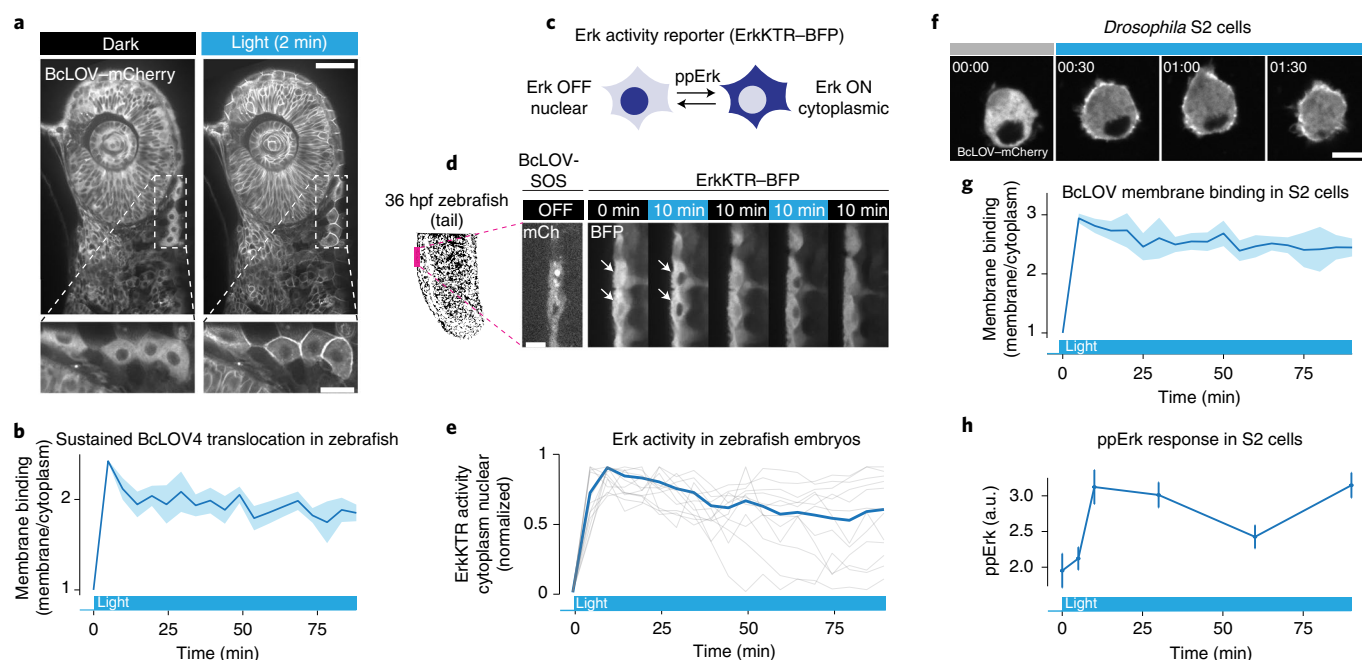 a
Dark
Light (2 min)
BcLOV–mCherry
b
Sustained BcLOV4 translocation in zebrafish
Membrane binding
(membrane/cytoplasm)
2
1
Light
0
25
50
75
Time (min)
c
Erk activity reporter (ErkKTR–BFP)
Erk OFF
nuclear
ppErk
Erk ON
cytoplasmic
d
36 hpf zebrafish
(tail)
BcLOV-
SOS
ErkKTR–BFP
OFF
0 min
10 min
10 min
10 min
10 min
mCh
BFP
e
Erk activity in zebrafish embryos
ErkKTR activity
cytoplasm nuclear
(normalized)
1
0.5
0
Light
0
25
50
75
Time (min)
f
Drosophila S2 cells
00:00
00:30
01:00
01:30
BcLOV–mCherry
g
BcLOV membrane binding in S2 cells
Membrane binding
(membrane/cytoplasm)
3
2
1
Light
0
25
50
75
Time (min)
h
ppErk response in S2 cells
ppErk (a.u.)
3.0
2.5
2.0
Light
0
25
50
75
Time (min)